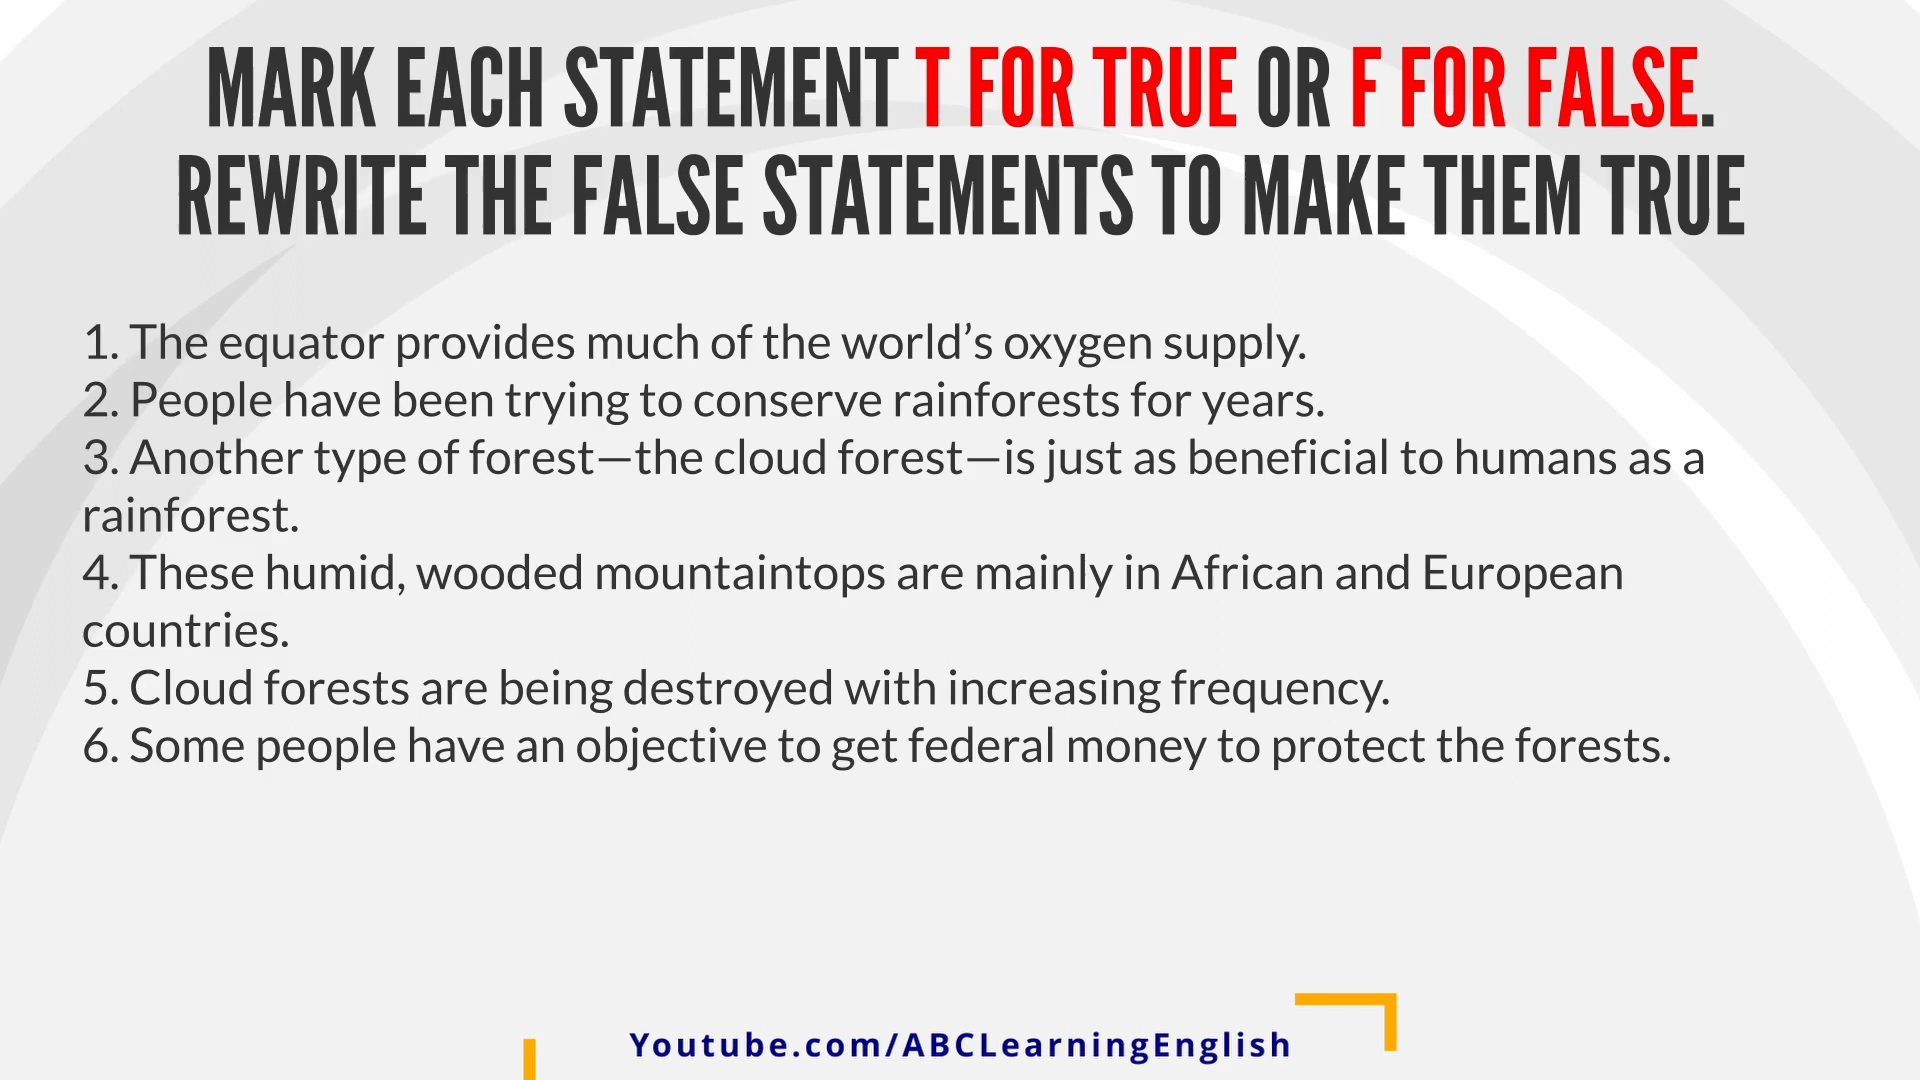 MARK EACH STATEMENT T FOR TRUE OR F FOR FALSE.
REWRITE THE FALSE STATEMENTS TO MAKE THEM TRUE
1. The equator provides much of the world’s oxygen supply.
2. People have been trying to conserve rainforests for years.
3. Another type of forest—the cloud forest—is just as beneficial to humans as a
rainforest.
4. These humid, wooded mountaintops are mainly in African and European
countries.
5. Cloud forests are being destroyed with increasing frequency.
6. Some people have an objective to get federal money to protect the forests.
Youtube.com/ABCLearningEnglish